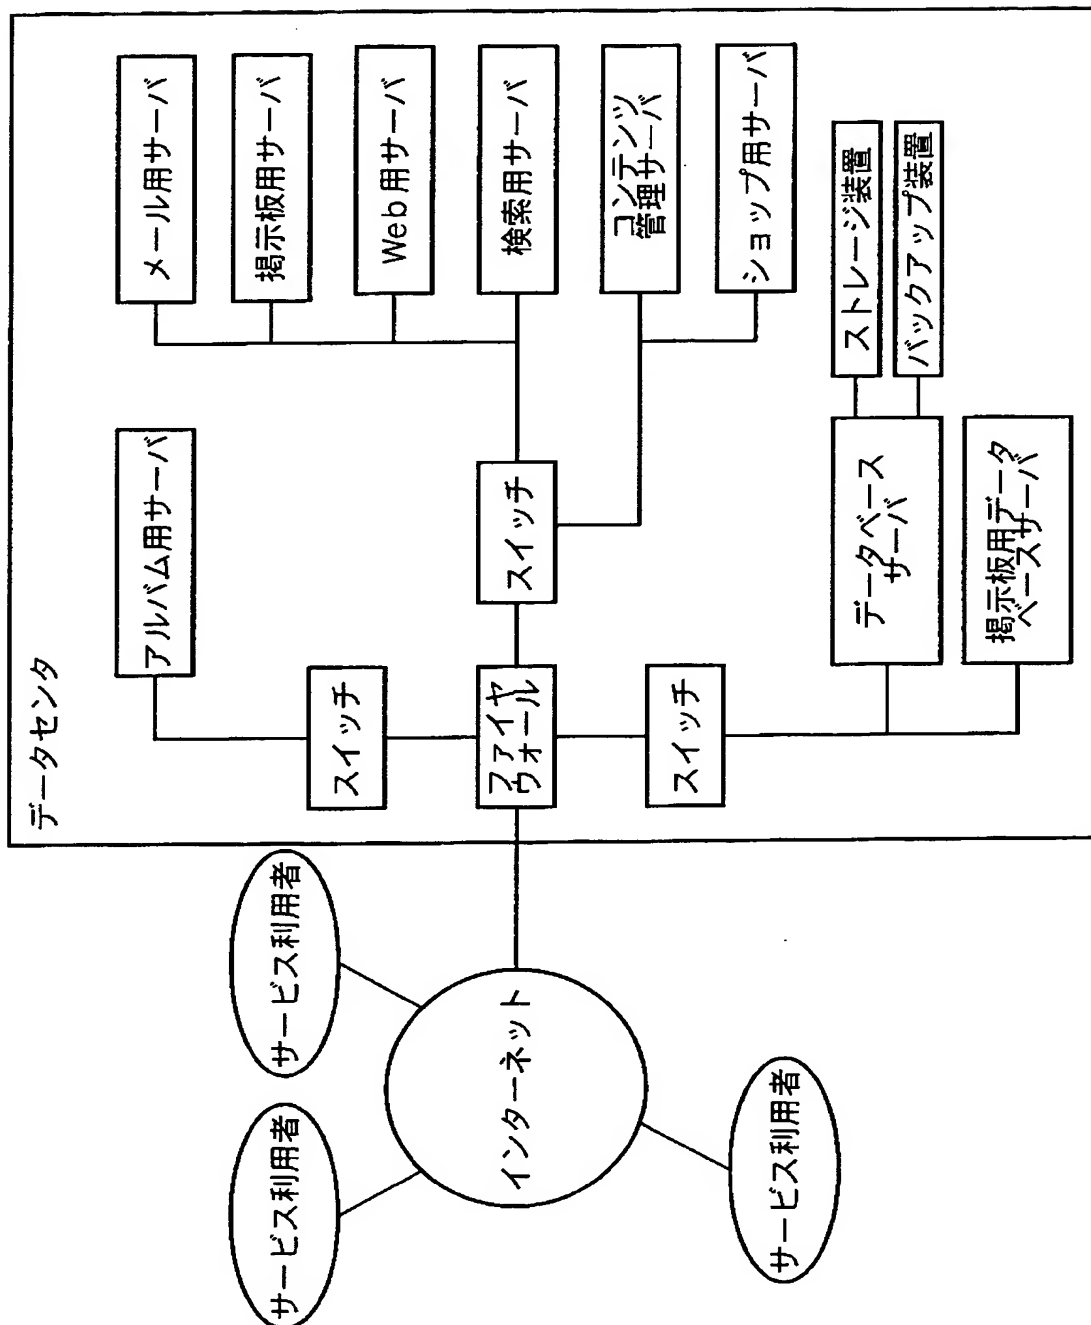 サービス利用者
サービス利用者
インターネット
サービス利用者
データセンタ
アルバム用サーバ
スイッチ
ファイヤ
ウォール
スイッチ
スイッチ
メール用サーバ
掲示板用サーバ
Web用サーバ
検索用サーバ
コンテンツ
管理サーバ
ショップ用サーバ
データベース
サーバ
ストレージ装置
バックアップ装置
掲示板用データ
ベースサーバ